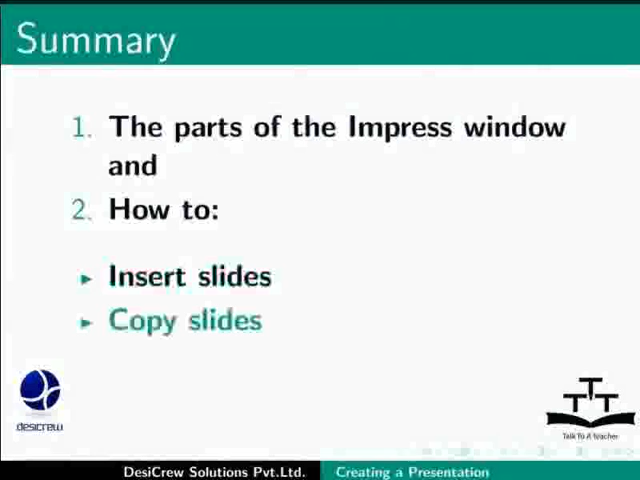 Summary
1. The parts of the Impress window
and
2. How to:
▸ Insert slides
▸ Copy slides
desicrew
TTT
Talk To A Teacher
DesiCrew Solutions Pvt.Ltd. Creating a Presentation